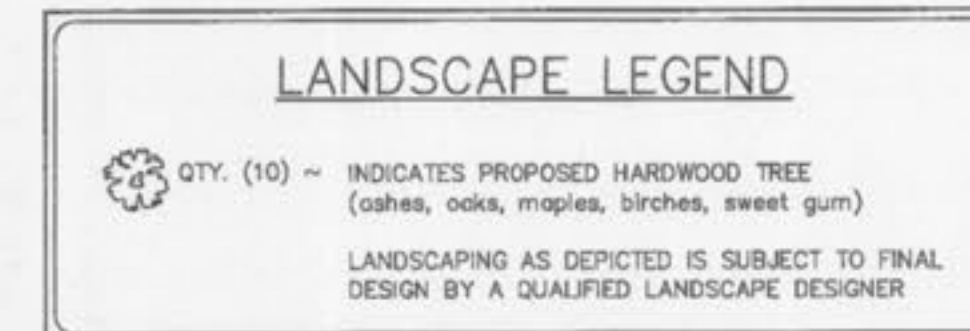 LANDSCAPE LEGEND
4" QTY. (10) ~ INDICATES PROPOSED HARDWOOD TREE
(ashes, oaks, maples, birches, sweet gum)
LANDSCAPING AS DEPICTED IS SUBJECT TO FINAL
DESIGN BY A QUALIFIED LANDSCAPE DESIGNER